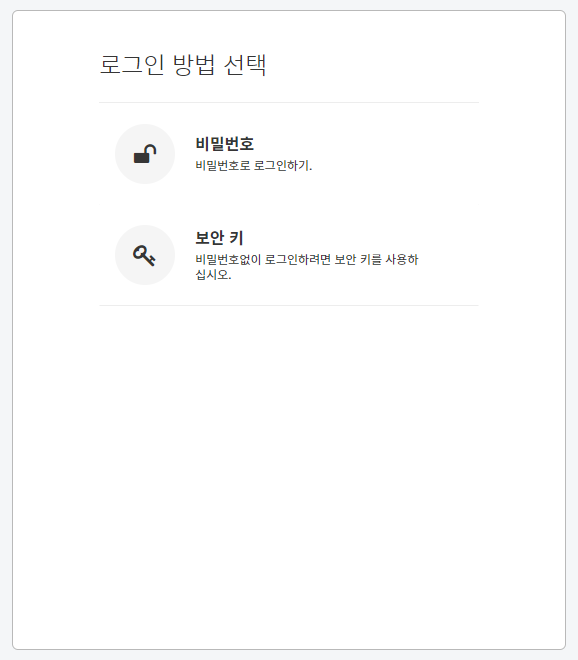 로그인 방법 선택
비밀번호
비밀번호로 로그인하기.
보안 키
비밀번호없이 로그인하려면 보안 키를 사용하
십시오.